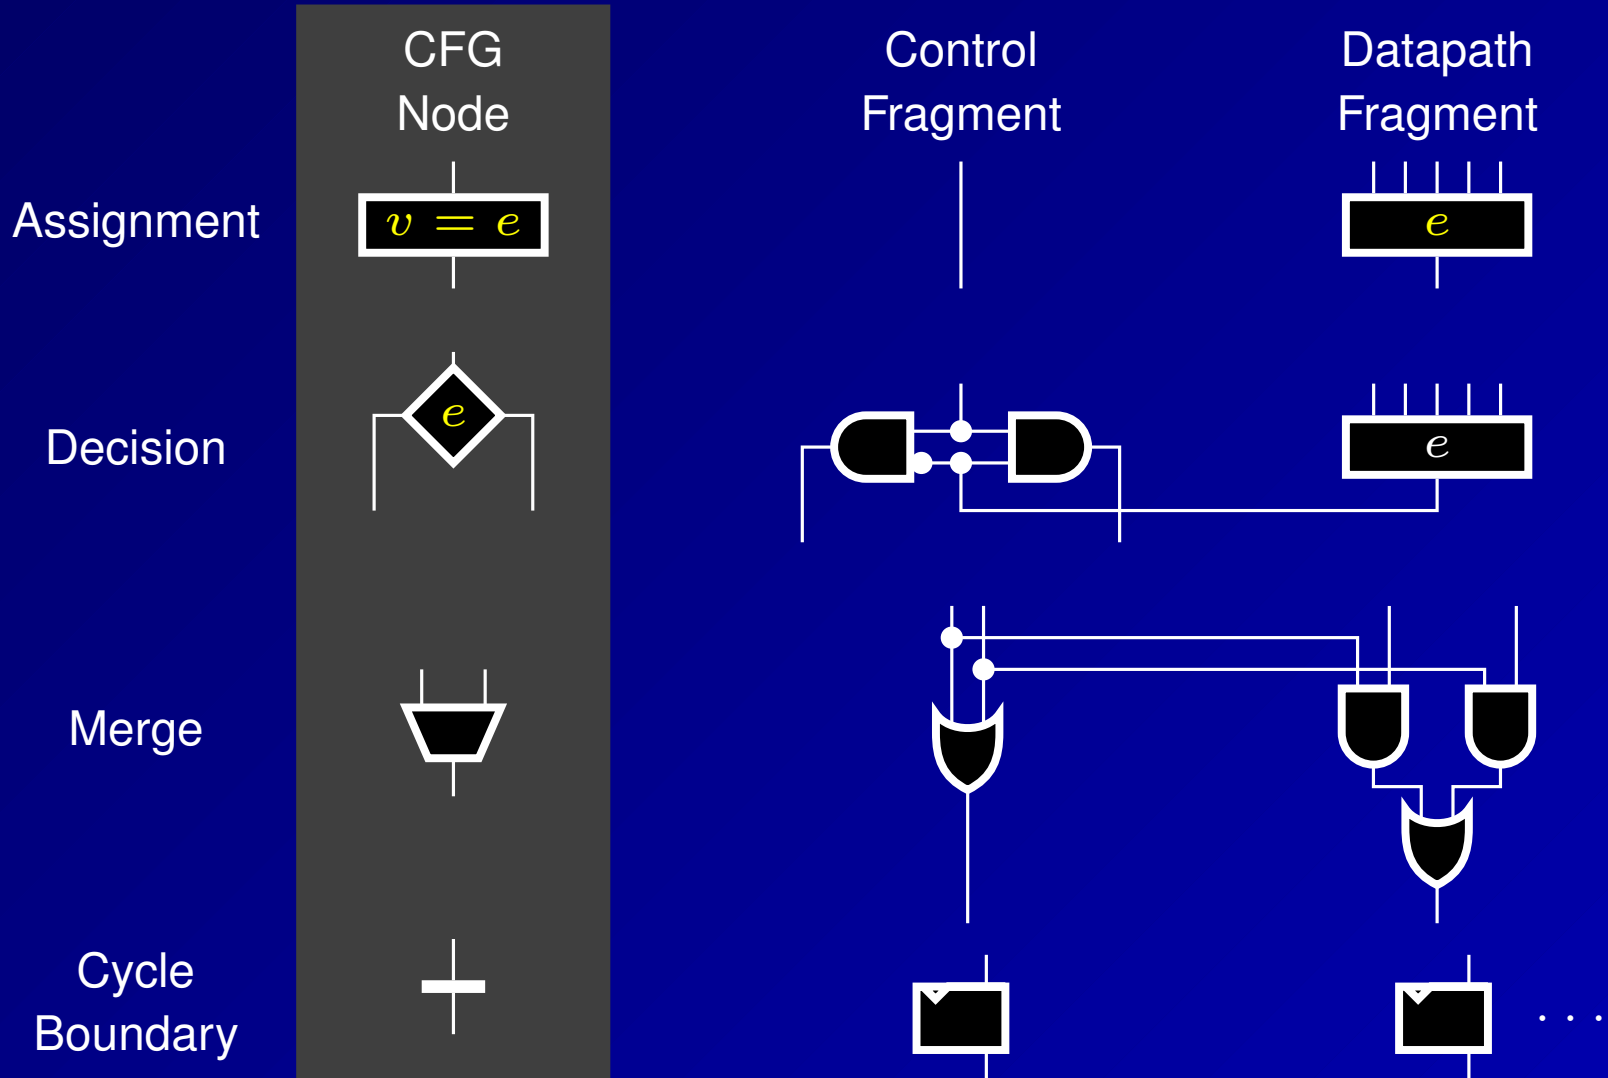 CFG
Node
Control
Fragment
Datapath
Fragment
Assignment
v = e
e
Decision
e
e
Merge
Cycle
Boundary
. . .